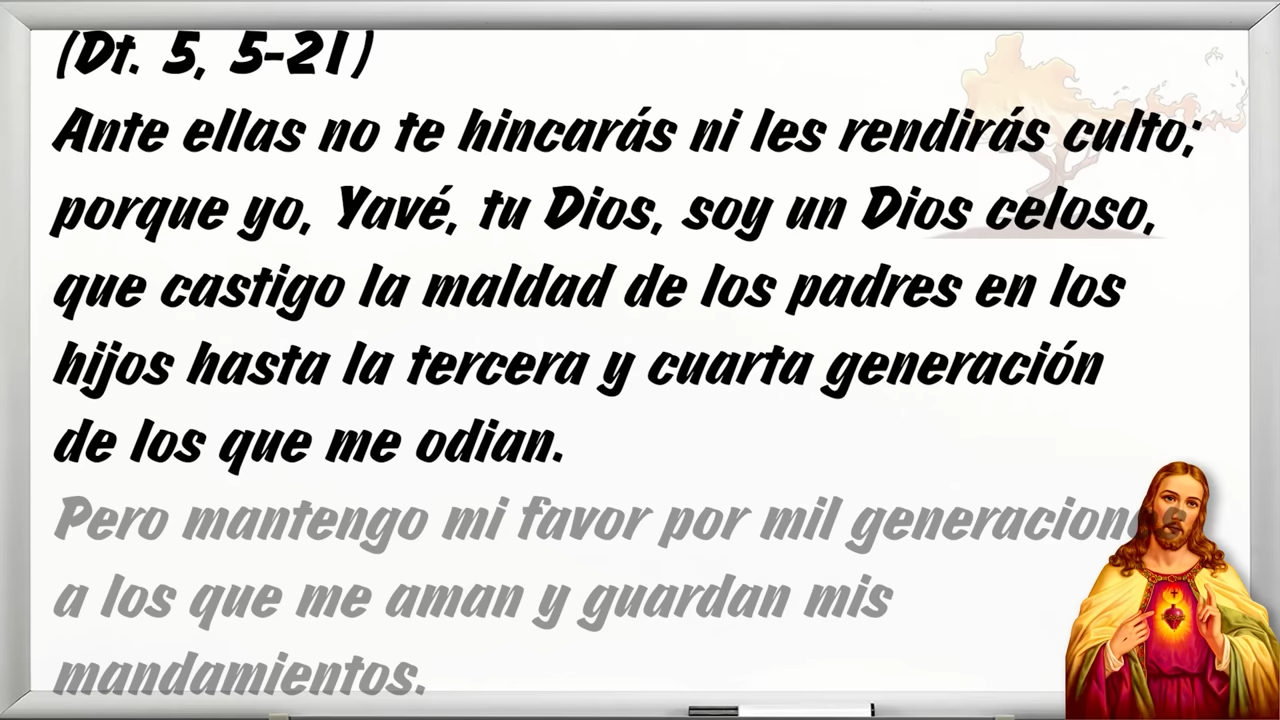 (Dt. 5, 5-21)
Ante ellas no te hincarás ni les rendirás culto;
porque yo, Yavé, tu Dios, soy un Dios celoso,
que castigo la maldad de los padres en los
hijos hasta la tercera y cuarta generación
de los que me odian.
Pero mantengo mi favor por mil generaciones
a los que me aman y guardan mis
mandamientos.